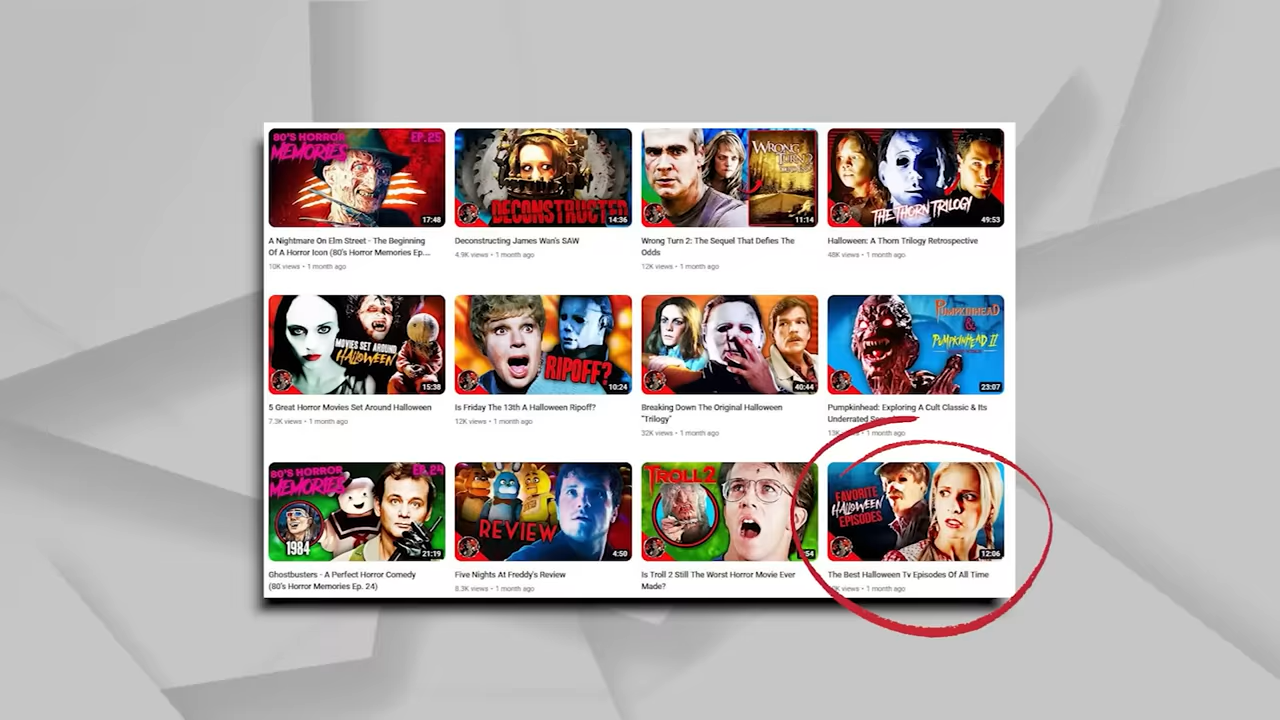 80'S HORROR
MEMORIES
EP.25
17:48
DECONSTRUCTED
14:36
WRONG
TURN
11:14
THE THORN TRILOGY
49:53
A Nightmare On Elm Street - The Beginning
Of A Horror Icon (80's Horror Memories Ep....
10K views • 1 month ago
Deconstructing James Wan's SAW
4.9K views • 1 month ago
Wrong Turn 2: The Sequel That Defies The
Odds
12K views • 1 month ago
Halloween: A Thorn Trilogy Retrospective
48K views • 1 month ago
MOVIES SET AROUND
HALLOWEEN
15:38
RIPOFF?
10:24
40:44
PUMPKINHEAD
&
PUMPKINHEAD II
23:07
5 Great Horror Movies Set Around Halloween
7.3K views • 1 month ago
Is Friday The 13th A Halloween Ripoff?
12K views • 1 month ago
Breaking Down The Original Halloween
"Trilogy"
32K views • 1 month ago
Pumpkinhead: Exploring A Cult Classic & Its
Underrated
1 month ago
80'S HORROR
MEMORIES
EP.24
1984
21:19
REVIEW
4:50
TROLL 2
54
FAVORITE
HALLOWEEN
EPISODES
12:06
Ghostbusters - A Perfect Horror Comedy
(80's Horror Memories Ep. 24)
Five Nights At Freddy's Review
8.3K views • 1 month ago
Is Troll 2 Still The Worst Horror Movie Ever
Made?
The Best Halloween Tv Episodes Of All Time
views • 1 month ago